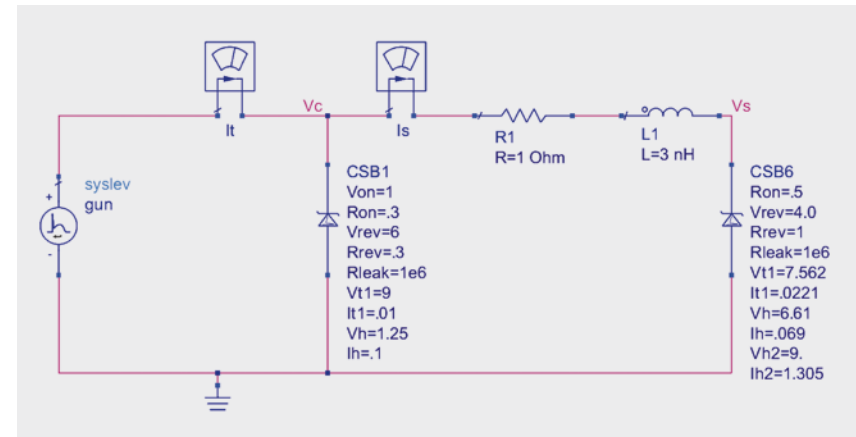 It
Vc
Is
R1
R=1 Ohm
L1
L=3 nH
Vs
syslev
gun
+
-
CSB1
Von=1
Ron=.3
Vrev=6
Rrev=.3
Rleak=1e6
Vt1=9
It1=.01
Vh=1.25
Ih=.1
CSB6
Ron=.5
Vrev=4.0
Rrev=1
Rleak=1e6
Vt1=7.562
It1=.0221
Vh=6.61
Ih=.069
Vh2=9.
Ih2=1.305